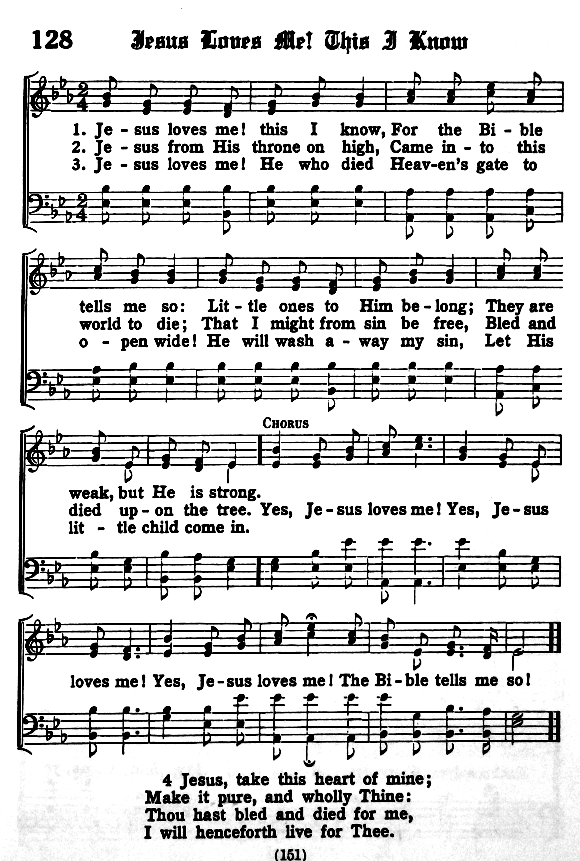 128 Jesus Loves Me! This I Know
1. Je - sus loves me! this I know, For the Bi - ble
2. Je - sus from His throne on high, Came in - to this
3. Je - sus loves me! He who died Heav-en's gate to
tells me so: Lit - tle ones to Him be - long; They are
world to die; That I might from sin be free, Bled and
o - pen wide! He will wash a - way my sin, Let His
CHORUS
weak, but He is strong.
died up - on the tree. Yes, Je - sus loves me! Yes, Je - sus
lit - tle child come in.
loves me! Yes, Je - sus loves me! The Bi - ble tells me so!
4 Jesus, take this heart of mine;
Make it pure, and wholly Thine:
Thou hast bled and died for me,
I will henceforth live for Thee.
(151)